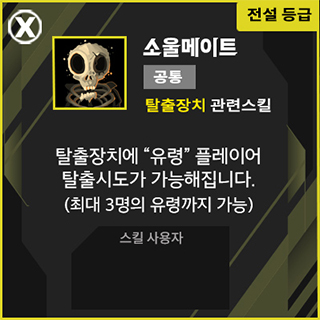 전설 등급
소울메이트
공통
탈출장치 관련스킬
탈출장치에 “유령” 플레이어
탈출시도가 가능해집니다.
(최대 3명의 유령까지 가능)
스킬 사용자